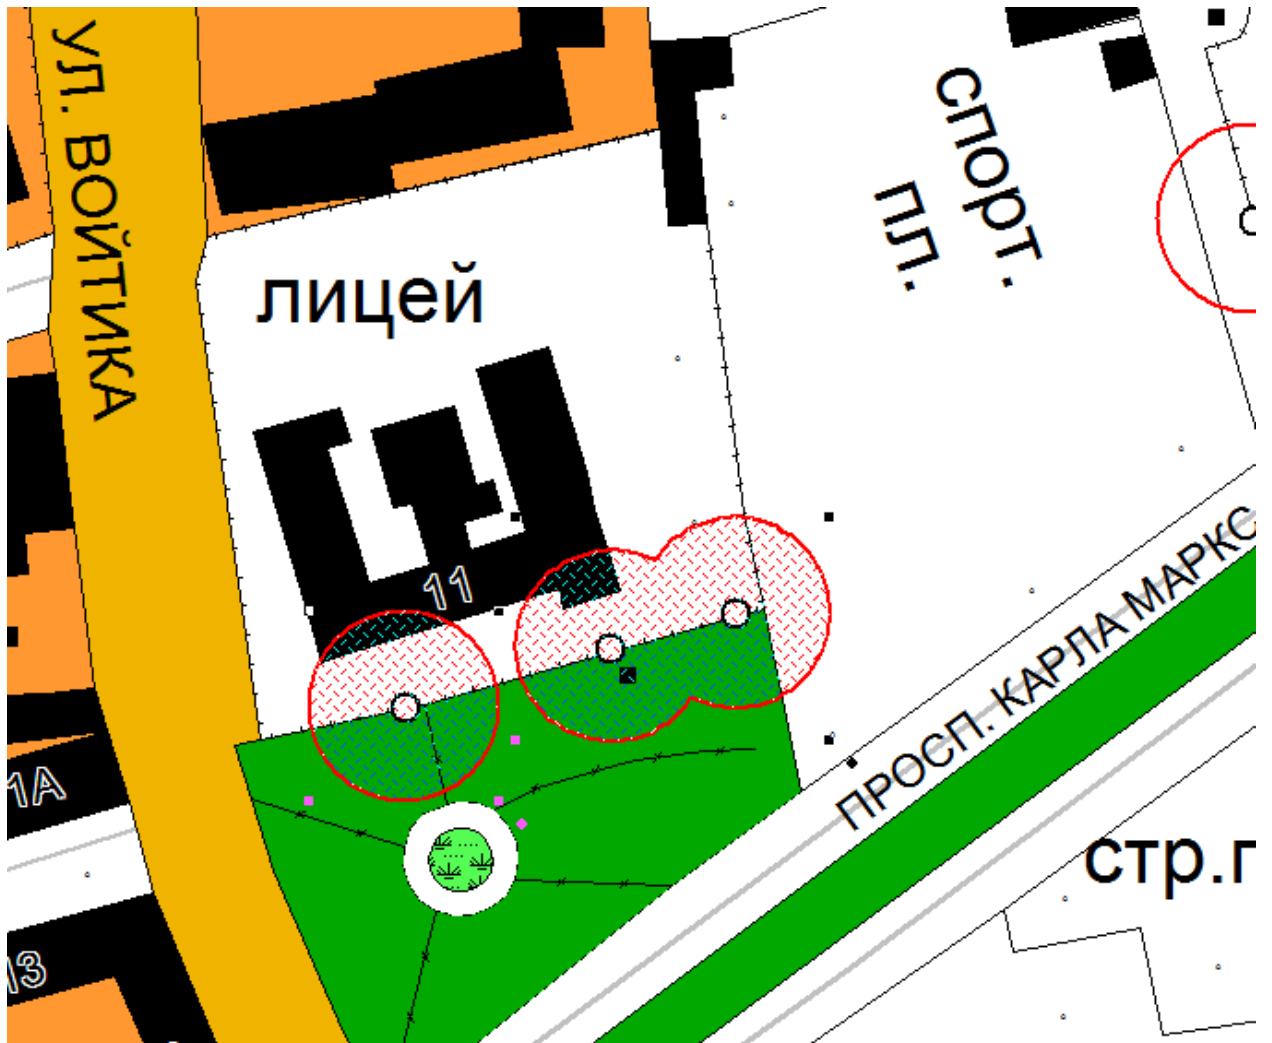 УЛ. ВОЙТИКА
спорт.
пл.
лицей
11
ПРОСП. КАРЛА МАРКС
1А
стр.г
13